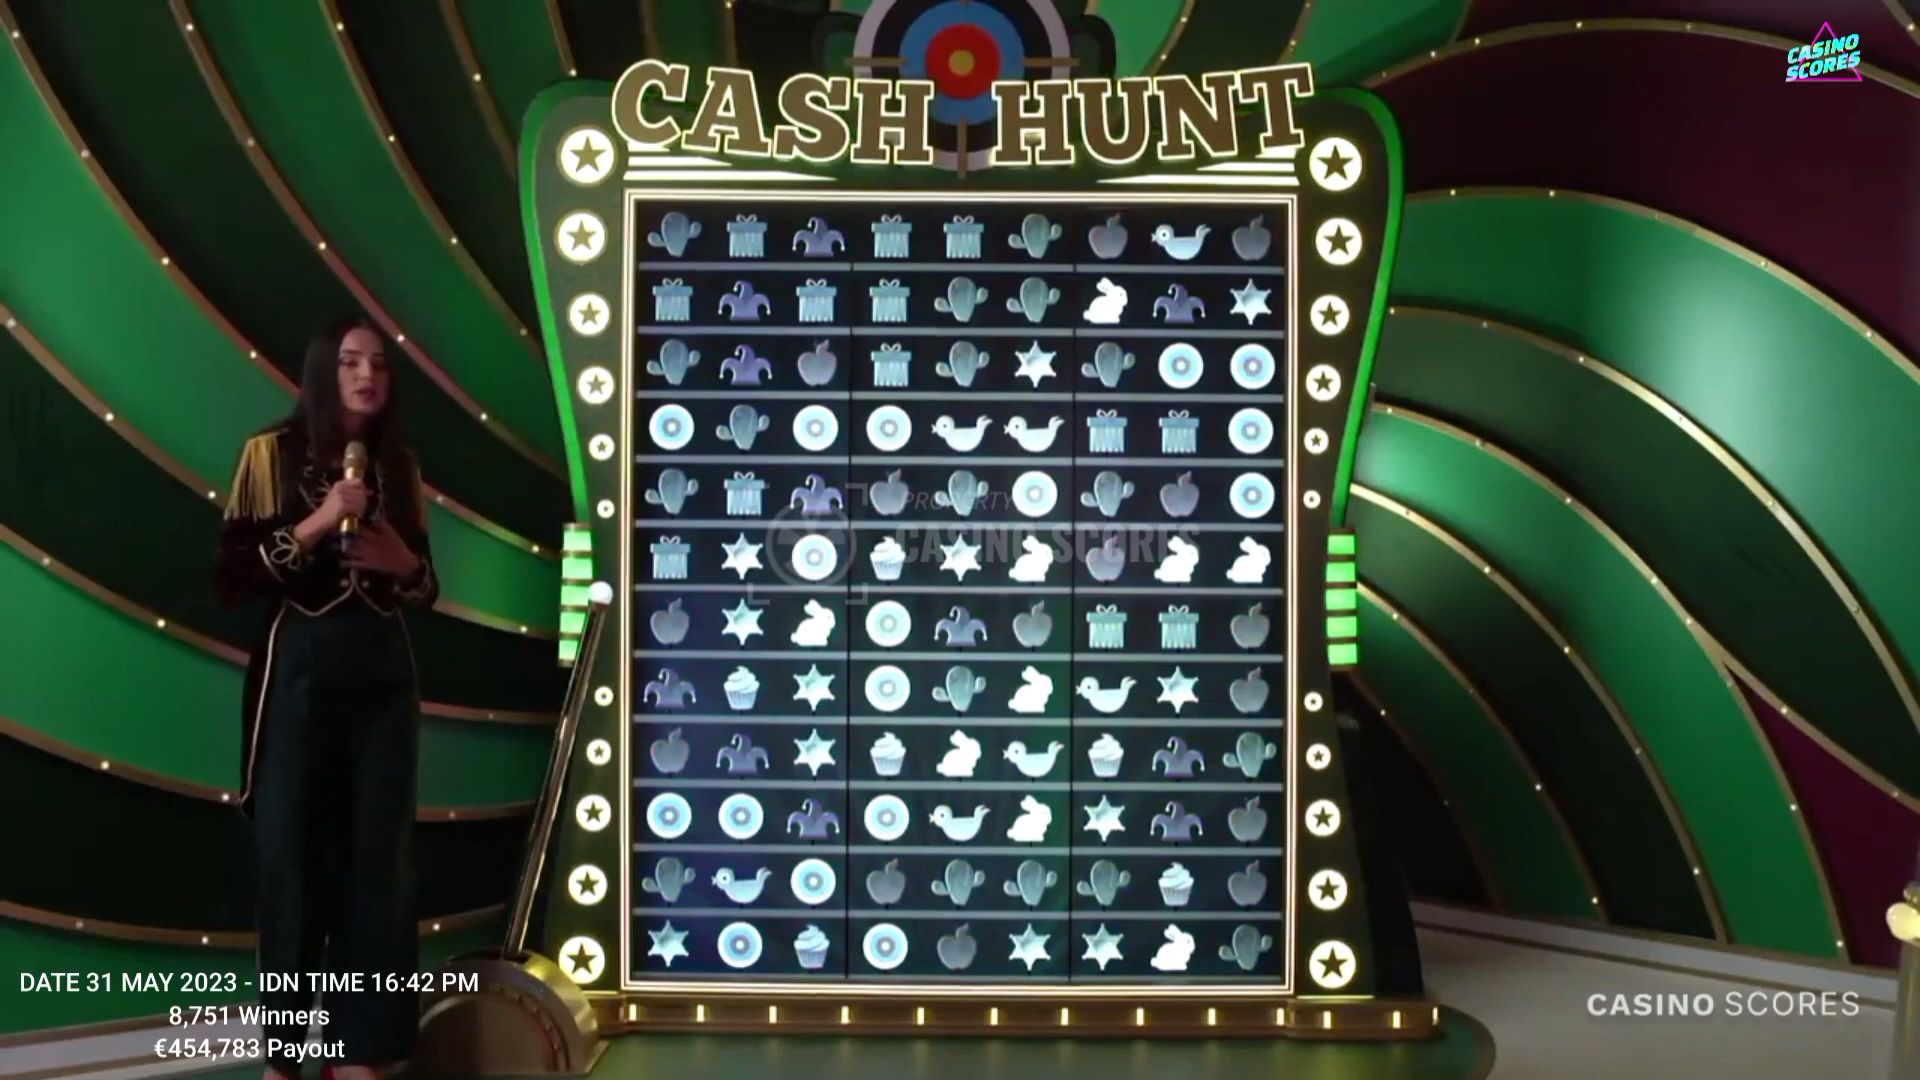 CASINO
SCORES
CASH HUNT
PROPERTY
CASINO SCORES
DATE 31 MAY 2023 - IDN TIME 16:42 PM
8,751 Winners
€454,783 Payout
CASINO SCORES